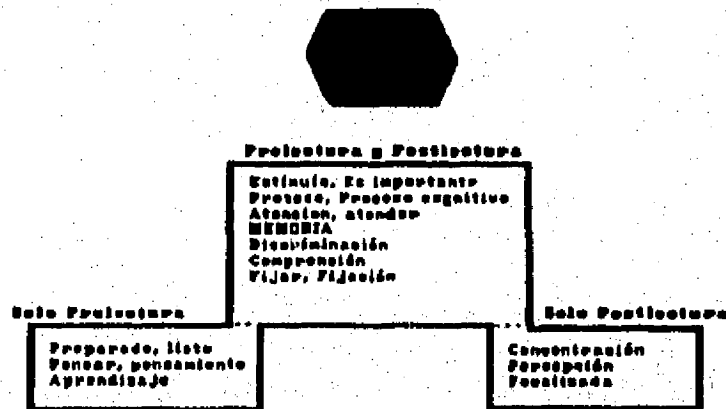 Prelectura y Postlectura
Estímulo, Es importante
Proceso, Proceso cognitivo
Atencion, atender
MEMORIA
Discriminación
Comprensión
Fijar, Fijación
Solo Prelectura
Solo Postlectura
Preparado, listo
Pensar, pensamiento
Aprendizaje
Concentración
Percepción
Focalizada